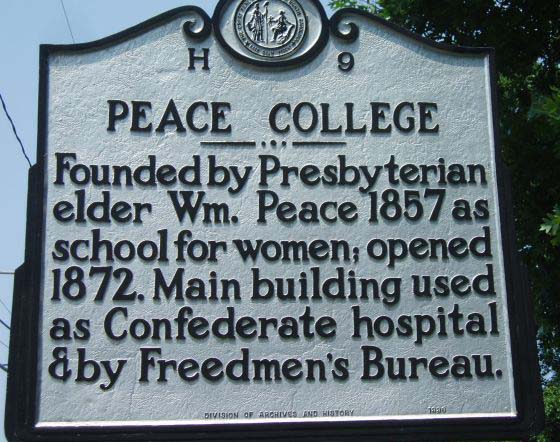 H 9
PEACE COLLEGE
Founded by Presbyterian
elder Wm. Peace 1857 as
school for women; opened
1872. Main building used
as Confederate hospital
& by Freedmen's Bureau.
DIVISION OF ARCHIVES AND HISTORY